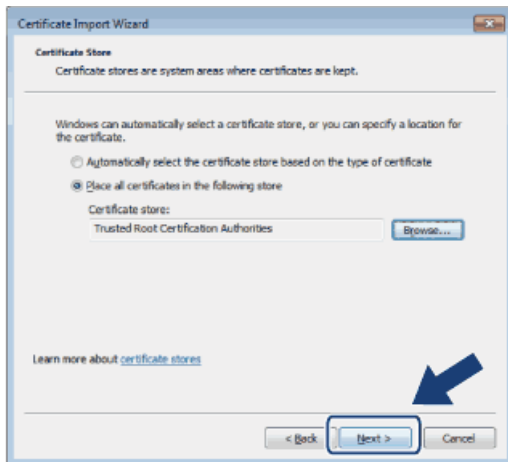 Certificate Import Wizard
Certificate Store
Certificate stores are system areas where certificates are kept.
Windows can automatically select a certificate store, or you can specify a location for
the certificate.
Automatically select the certificate store based on the type of certificate
Place all certificates in the following store
Certificate store:
Trusted Root Certification Authorities
Browse...
Learn more about certificate stores
< Back
Next >
Cancel